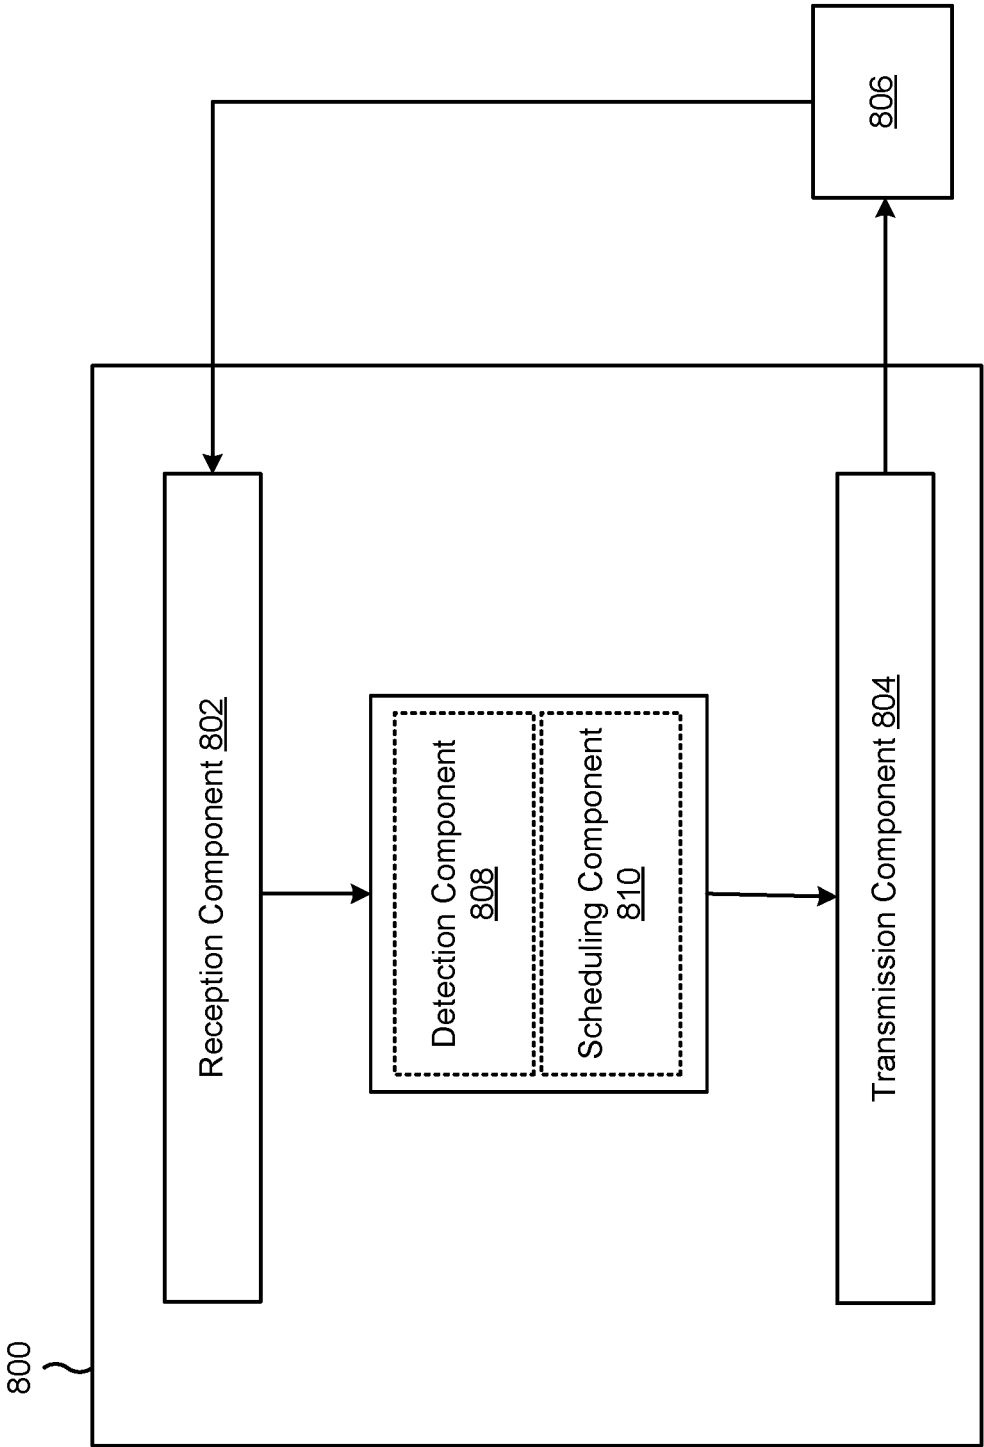 800
Reception Component 802
Detection Component
808
Scheduling Component
810
Transmission Component 804
806